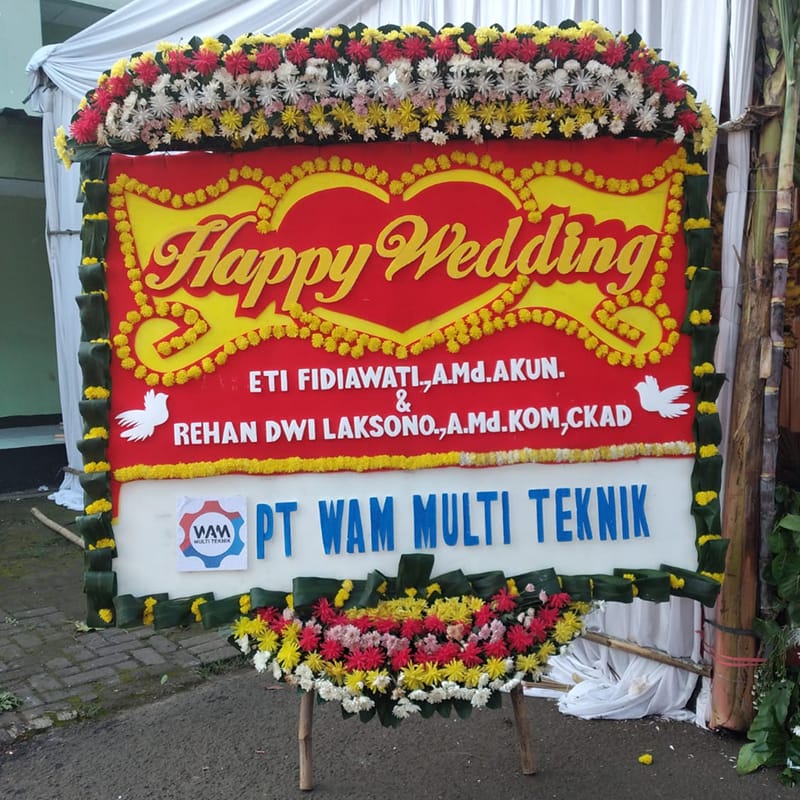 Happy Wedding
ETI FIDIAWATI.,A.Md.AKUN.
&
REHAN DWI LAKSONO.,A.Md.KOM,CKAD
WAM
MULTI TEKNIK
PT WAM MULTI TEKNIK